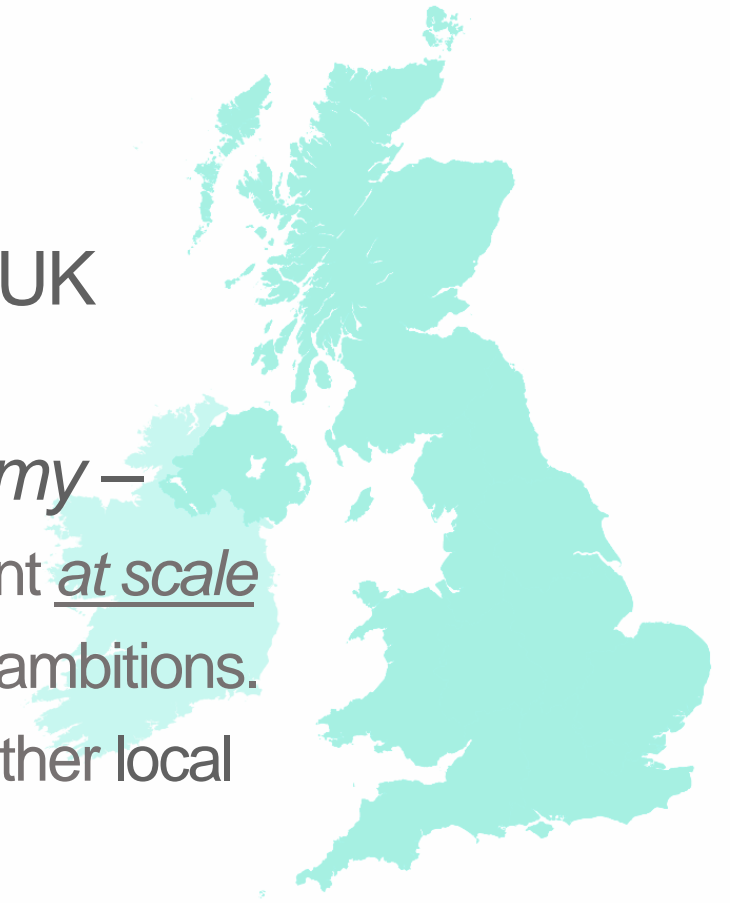 UK
my –
nt at scale
ambitions.
ther local